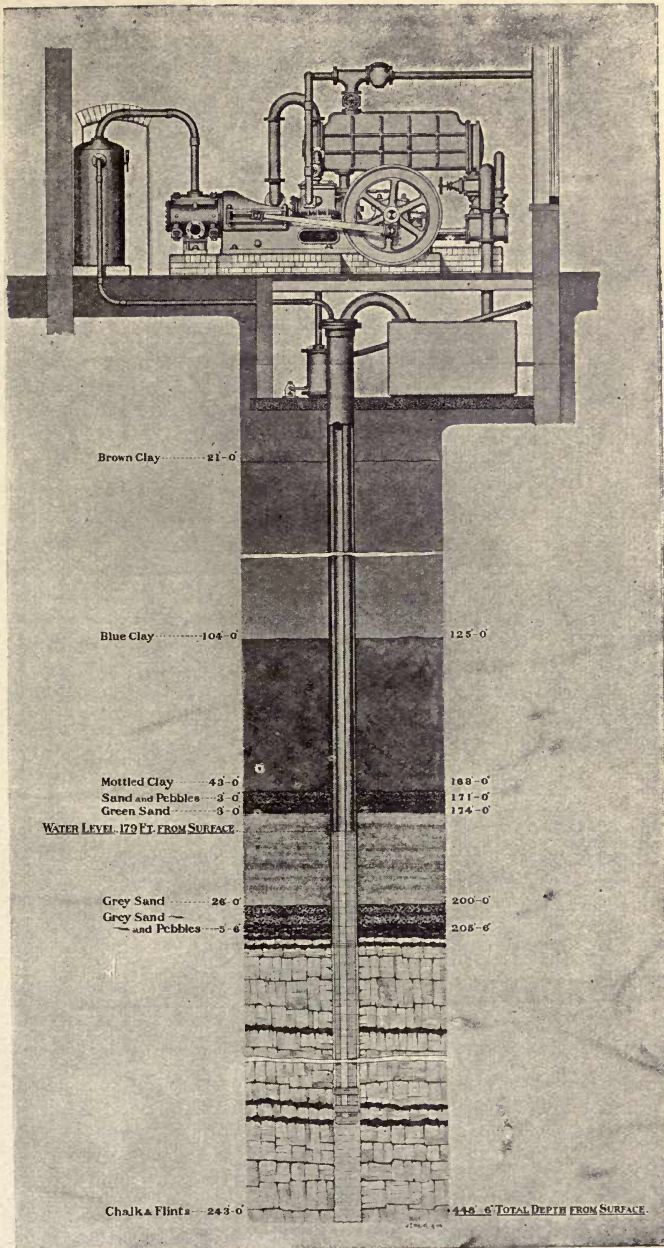 Brown Clay 21'-0"
Blue Clay 104'-0" 125'-0"
Mottled Clay 43'-0" 168'-0"
Sand and Pebbles 3'-0" 171'-0"
Green Sand 3'-0" 174'-0"
WATER LEVEL. 179 FT. FROM SURFACE.
Grey Sand 26'-0" 200'-0"
Grey Sand
and Pebbles 5'-6" 205'-6"
Chalk & Flints 243'-0" 448'-6" TOTAL DEPTH FROM SURFACE.